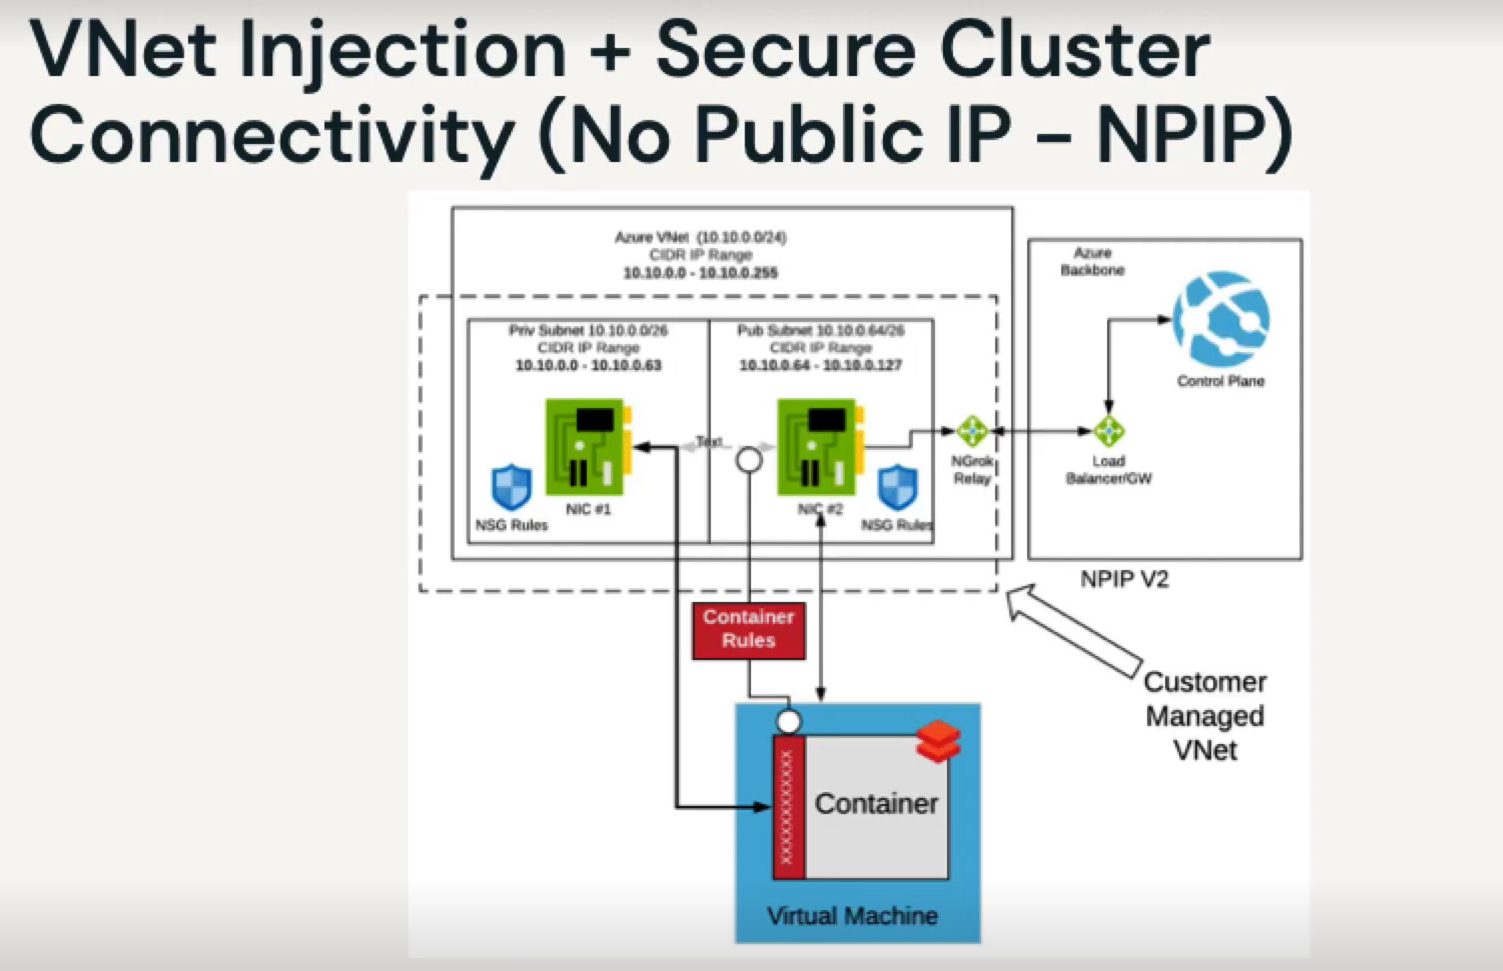 VNet Injection + Secure Cluster
Connectivity (No Public IP – NPIP)
Azure VNet (10.10.0.0/24)
CIDR IP Range
10.10.0.0 - 10.10.0.255
Azure
Backbone
Priv Subnet 10.10.0.0/26
CIDR IP Range
10.10.0.0 - 10.10.0.63
Pub Subnet 10.10.0.64/26
CIDR IP Range
10.10.0.64 - 10.10.0.127
Control Plane
Text
NGrok
Relay
Load
Balancer/GW
NIC #1
NSG Rules
NIC #2
NSG Rules
NPIP V2
Container
Rules
Customer
Managed
VNet
XXXXXXXXXXXX
Container
Virtual Machine